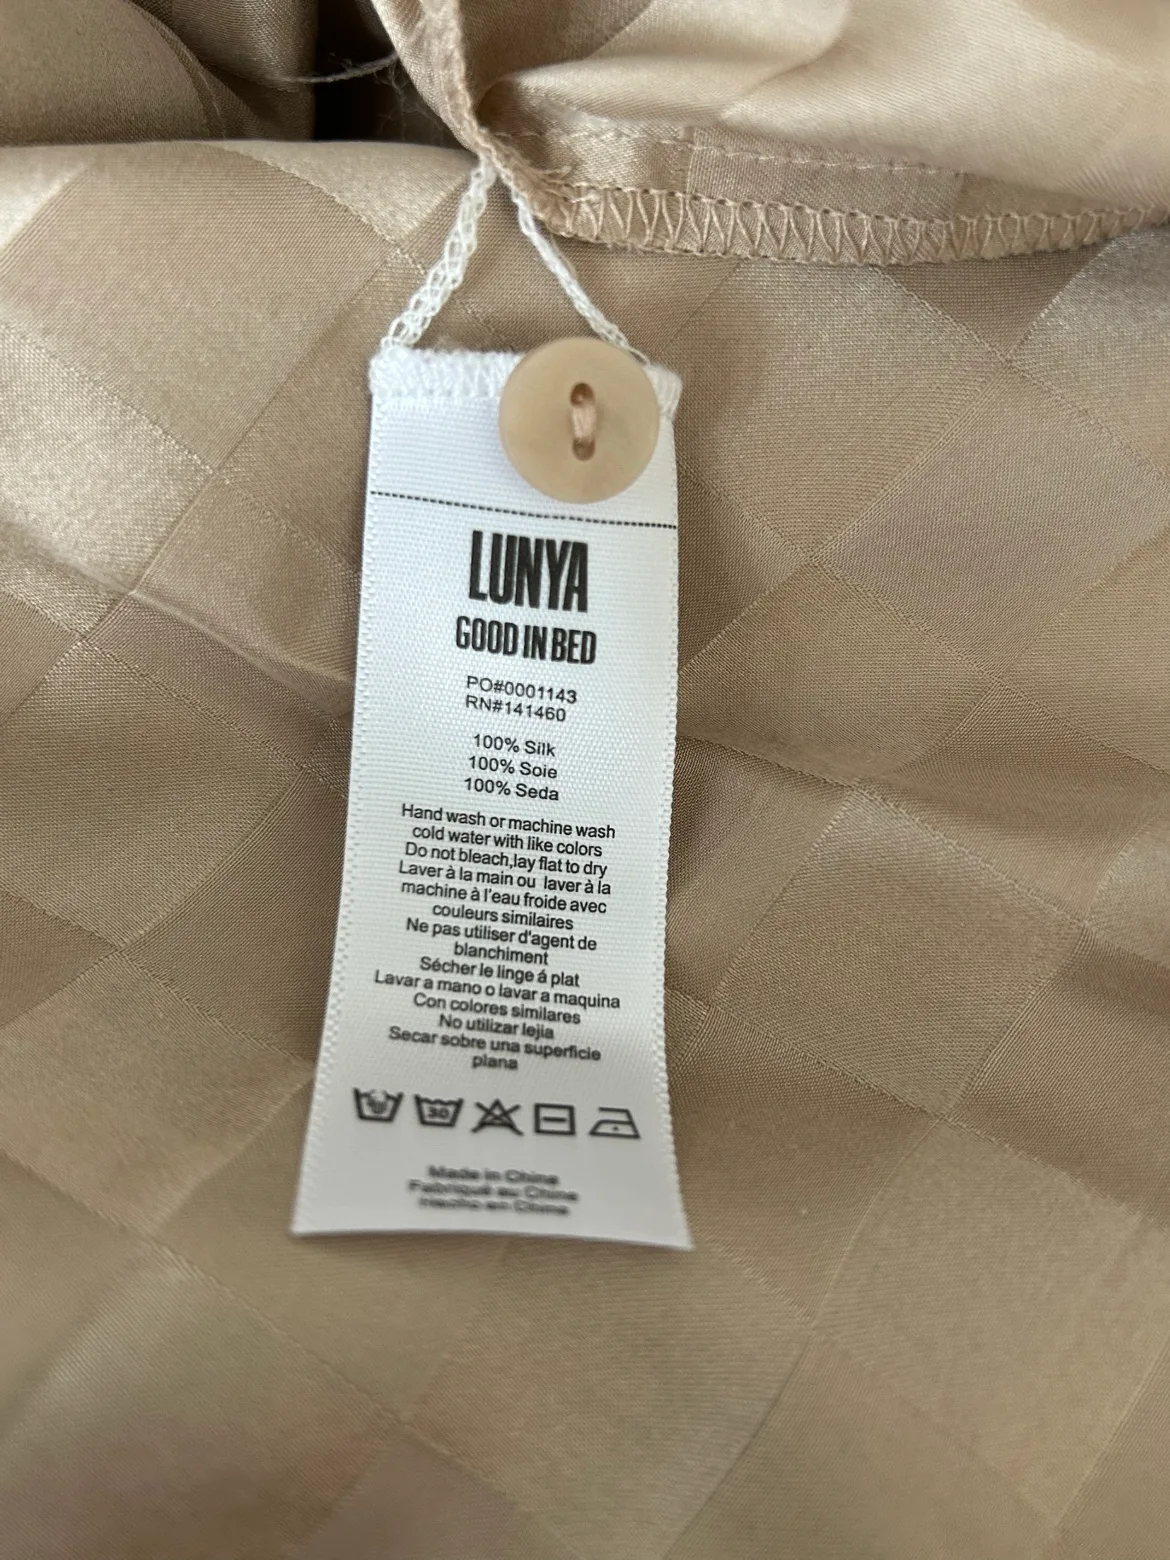 LUNYA
GOOD IN BED
PO#0001143
RN#141460
100% Silk
100% Soie
100% Seda
Hand wash or machine wash
cold water with like colors
Do not bleach,lay flat to dry
Laver à la main ou laver à la
machine à l'eau froide avec
couleurs similaires
Ne pas utiliser d'agent de
blanchiment
Sécher le linge á plat
Lavar a mano o lavar a maquina
Con colores similares
No utilizar lejia
Secar sobre una superficie
plana
30
Made in China
Fabriqué au Chine
Hecho en China